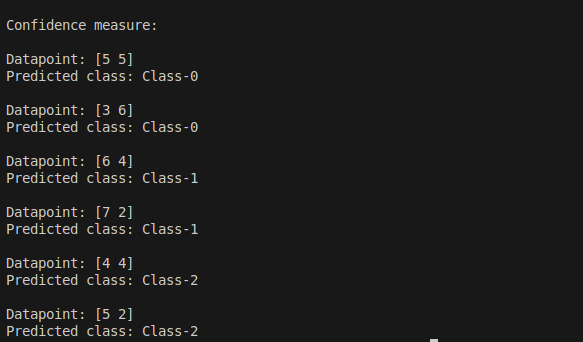 Confidence measure:
Datapoint: [5 5]
Predicted class: Class-0
Datapoint: [3 6]
Predicted class: Class-0
Datapoint: [6 4]
Predicted class: Class-1
Datapoint: [7 2]
Predicted class: Class-1
Datapoint: [4 4]
Predicted class: Class-2
Datapoint: [5 2]
Predicted class: Class-2